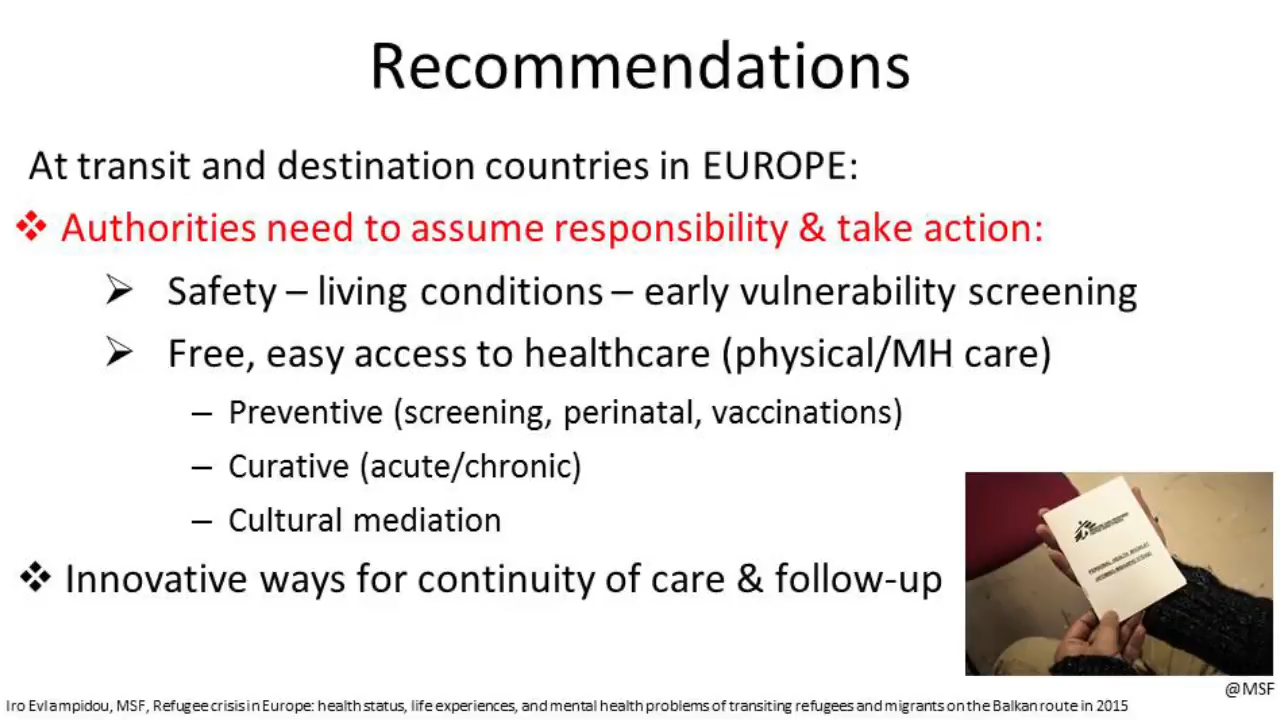 Recommendations
At transit and destination countries in EUROPE:
❖ Authorities need to assume responsibility & take action:
➢ Safety – living conditions – early vulnerability screening
➢ Free, easy access to healthcare (physical/MH care)
– Preventive (screening, perinatal, vaccinations)
– Curative (acute/chronic)
– Cultural mediation
❖ Innovative ways for continuity of care & follow-up
PERSONAL HEALTH BOOKLET
@MSF
Iro Evlampidou, MSF, Refugee crisis in Europe: health status, life experiences, and mental health problems of transiting refugees and migrants on the Balkan route in 2015